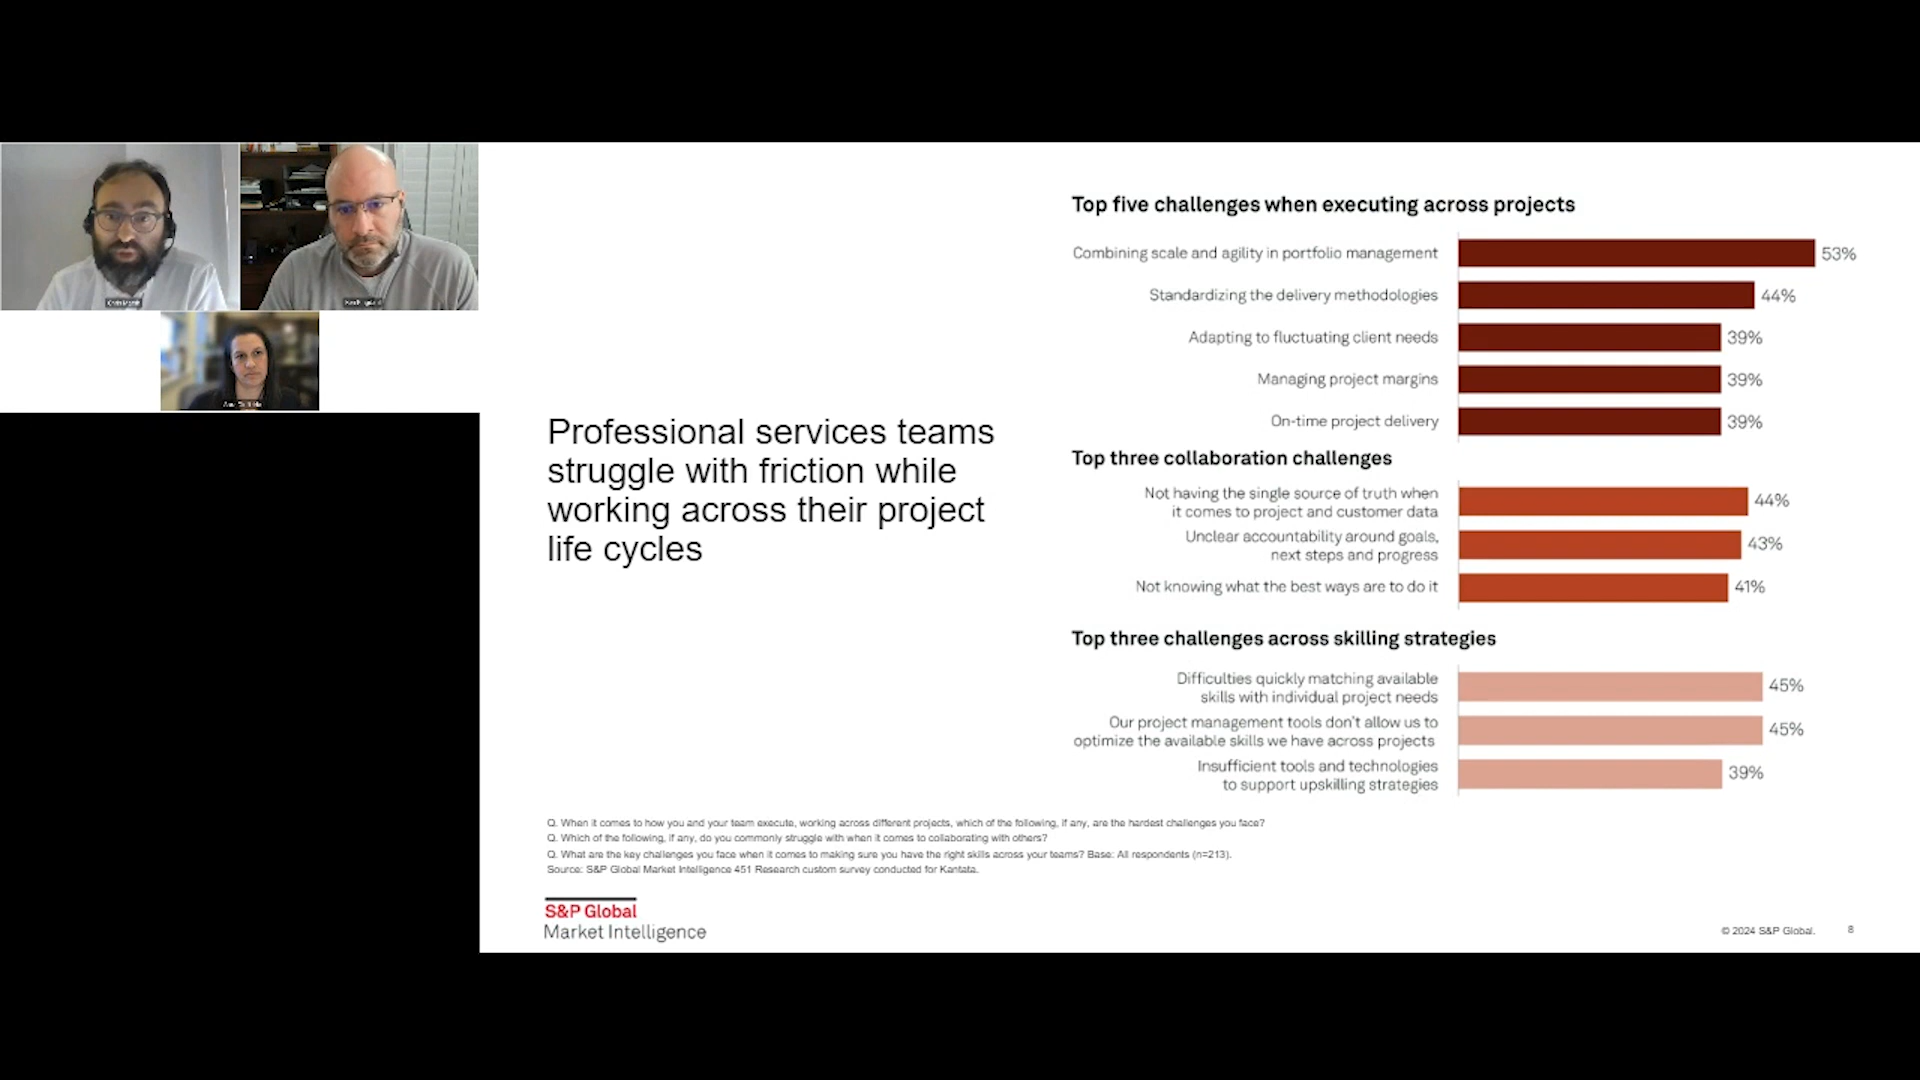 Professional services teams
struggle with friction while
working across their project
life cycles
Top five challenges when executing across projects
Combining scale and agility in portfolio management 53%
Standardizing the delivery methodologies 44%
Adapting to fluctuating client needs 39%
Managing project margins 39%
On-time project delivery 39%
Top three collaboration challenges
Not having the single source of truth when
it comes to project and customer data 44%
Unclear accountability around goals,
next steps and progress 43%
Not knowing what the best ways are to do it 41%
Top three challenges across skilling strategies
Difficulties quickly matching available
skills with individual project needs 45%
Our project management tools don't allow us to
optimize the available skills we have across projects 45%
Insufficient tools and technologies
to support upskilling strategies 39%
Q. When it comes to how you and your team execute, working across different projects, which of the following, if any, are the hardest challenges you face?
Q. Which of the following, if any, do you commonly struggle with when it comes to collaborating with others?
Q. What are the key challenges you face when it comes to making sure you have the right skills across your teams? Base: All respondents (n=213).
Source: S&P Global Market Intelligence 451 Research custom survey conducted for Kantata.
S&P Global
Market Intelligence
© 2024 S&P Global. 8